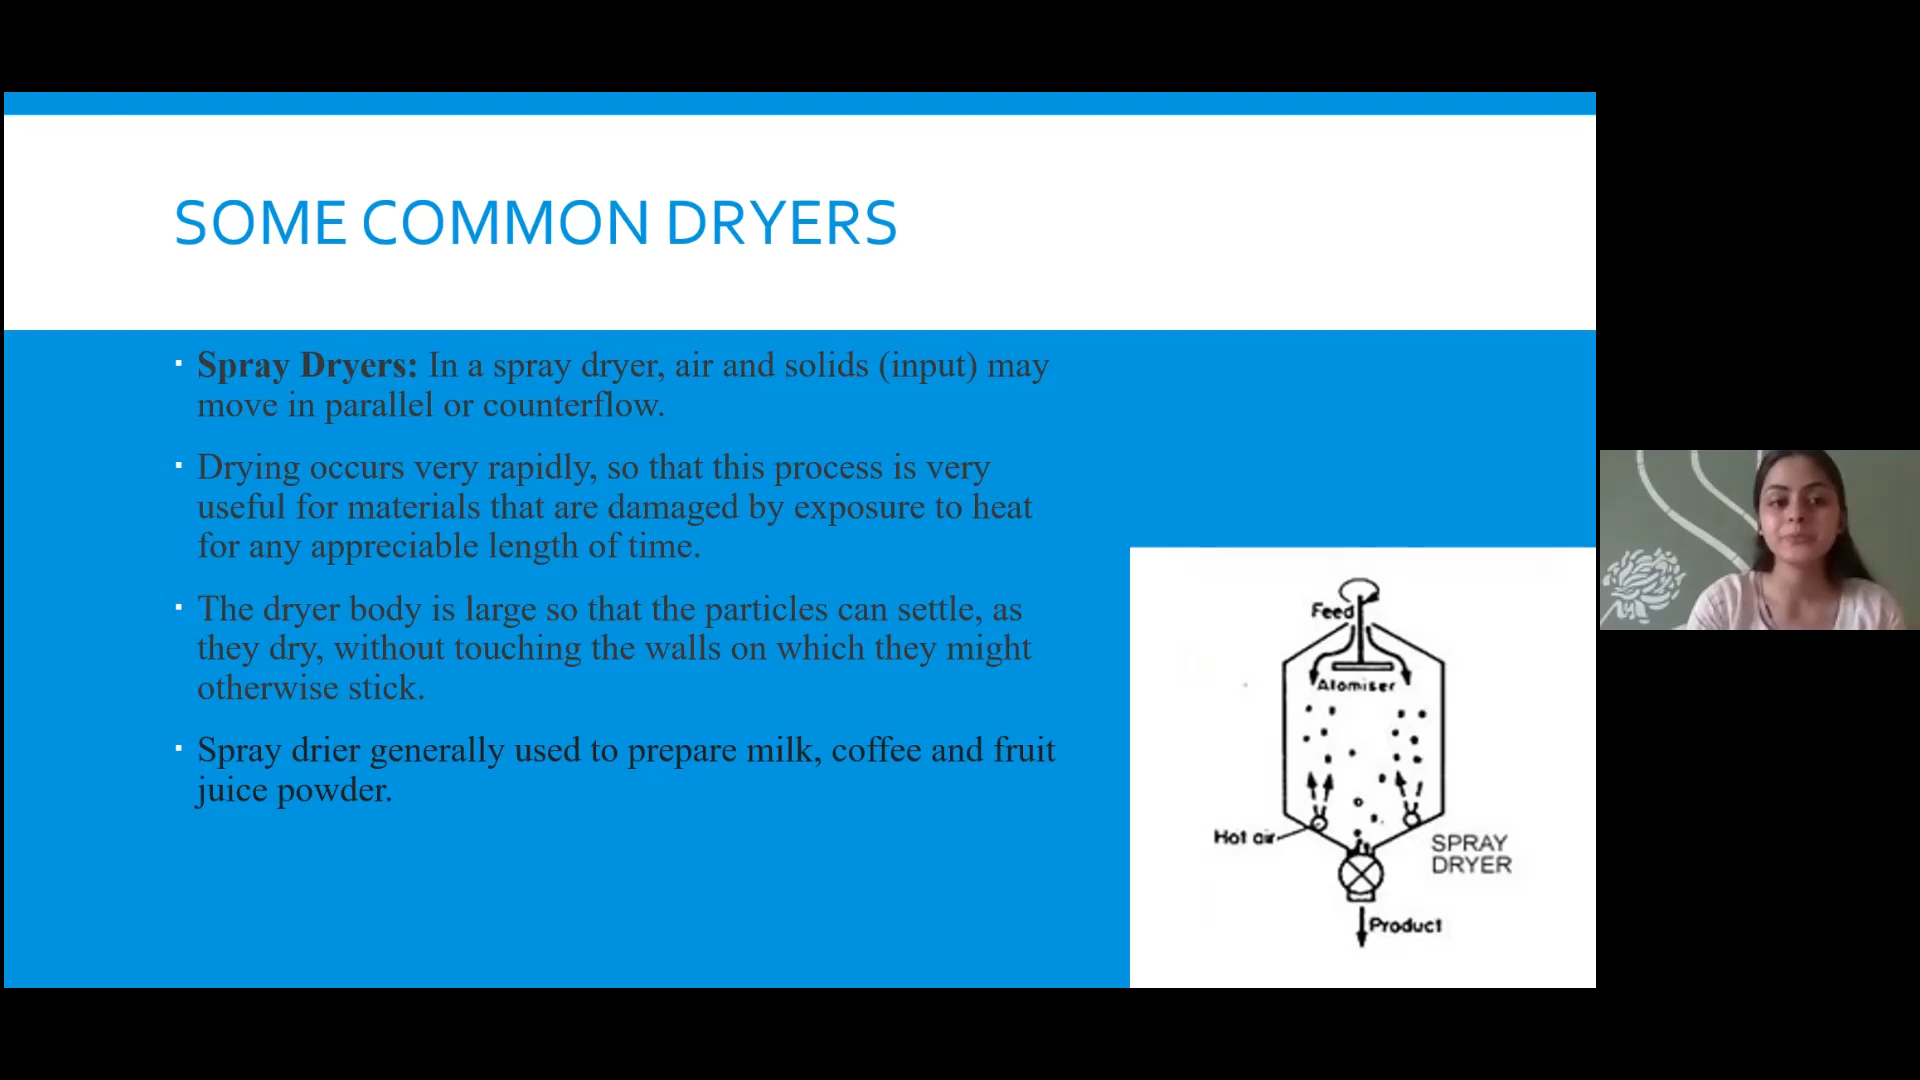 SOME COMMON DRYERS
▪ Spray Dryers: In a spray dryer, air and solids (input) may
move in parallel or counterflow.
▪ Drying occurs very rapidly, so that this process is very
useful for materials that are damaged by exposure to heat
for any appreciable length of time.
▪ The dryer body is large so that the particles can settle, as
they dry, without touching the walls on which they might
otherwise stick.
▪ Spray drier generally used to prepare milk, coffee and fruit
juice powder.
Feed
Atomiser
Hot air
SPRAY
DRYER
Product